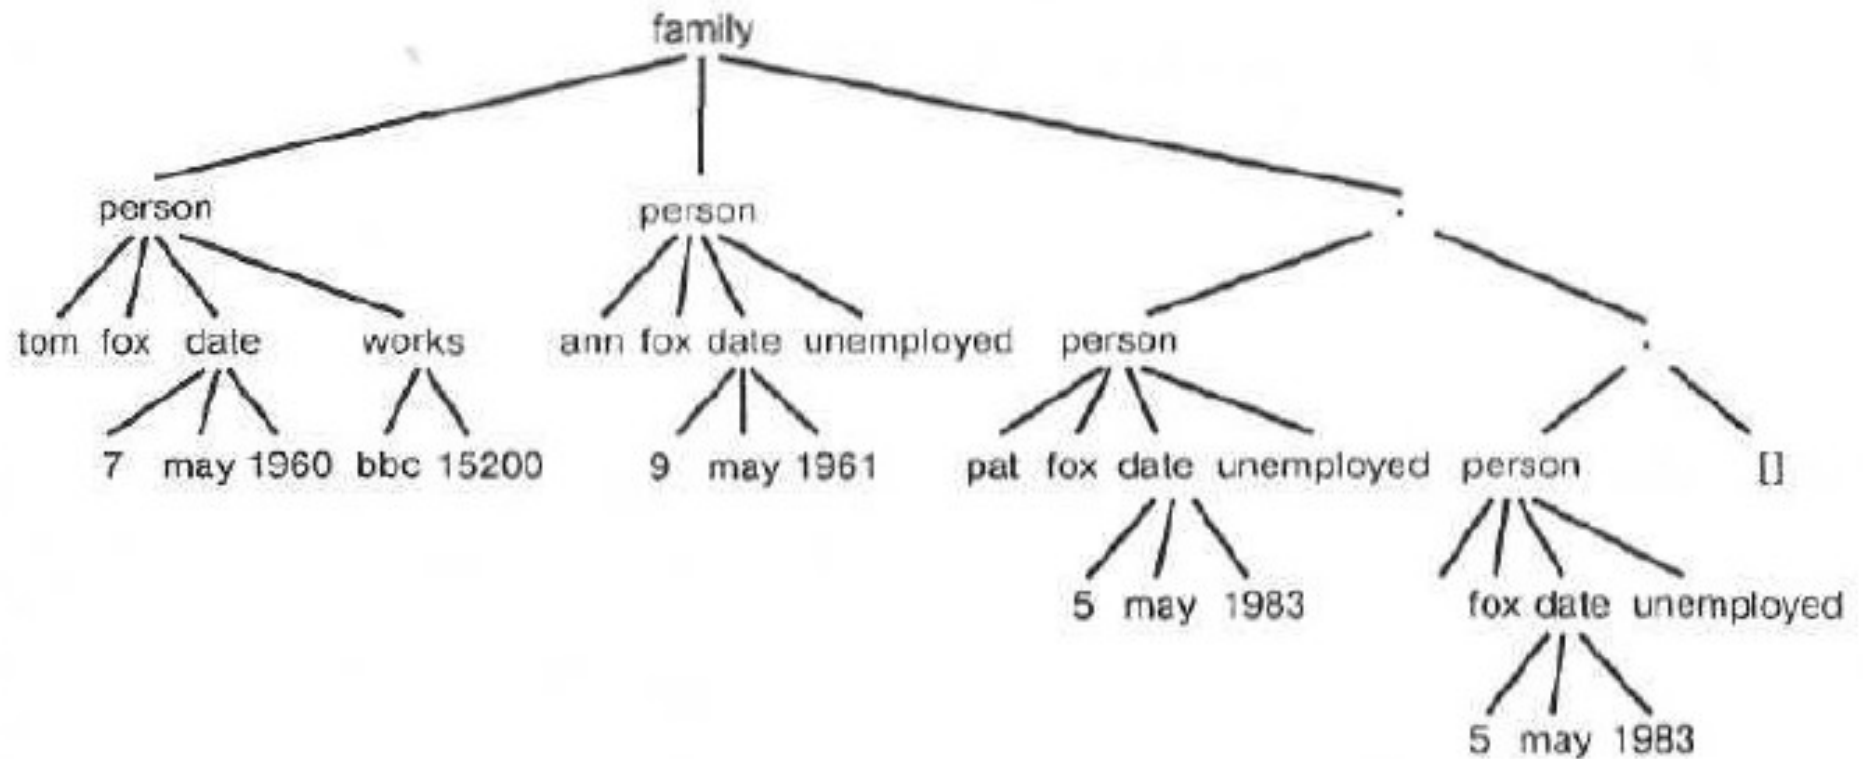 family
person person .
tom fox date works ann fox date unemployed person .
7 may 1960 bbc 15200 9 may 1961 pat fox date unemployed person []
5 may 1983 fox date unemployed
5 may 1983